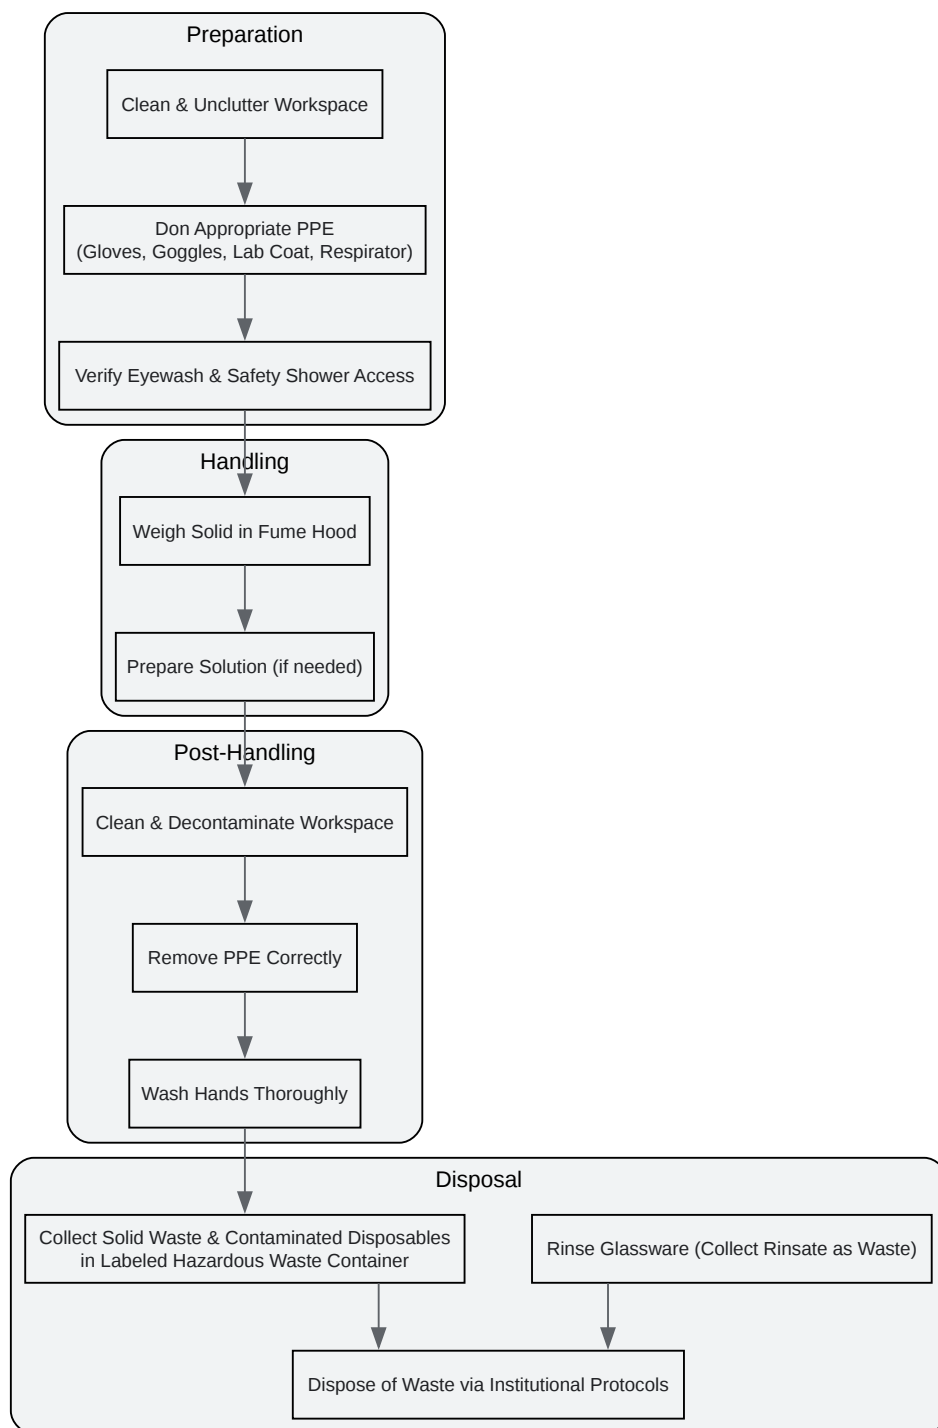 Preparation
Clean & Unclutter Workspace
Don Appropriate PPE
(Gloves, Goggles, Lab Coat, Respirator)
Verify Eyewash & Safety Shower Access
Handling
Weigh Solid in Fume Hood
Prepare Solution (if needed)
Post-Handling
Clean & Decontaminate Workspace
Remove PPE Correctly
Wash Hands Thoroughly
Disposal
Collect Solid Waste & Contaminated Disposables
in Labeled Hazardous Waste Container
Rinse Glassware (Collect Rinsate as Waste)
Dispose of Waste via Institutional Protocols